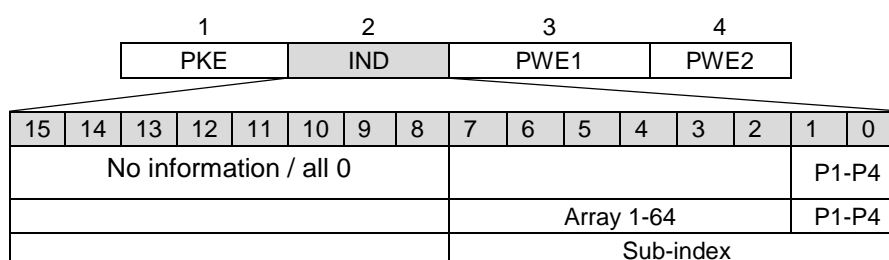 1 2 3 4
PKE IND PWE1 PWE2
15 14 13 12 11 10 9 8 7 6 5 4 3 2 1 0
No information / all 0 P1-P4
Array 1-64 P1-P4
Sub-index